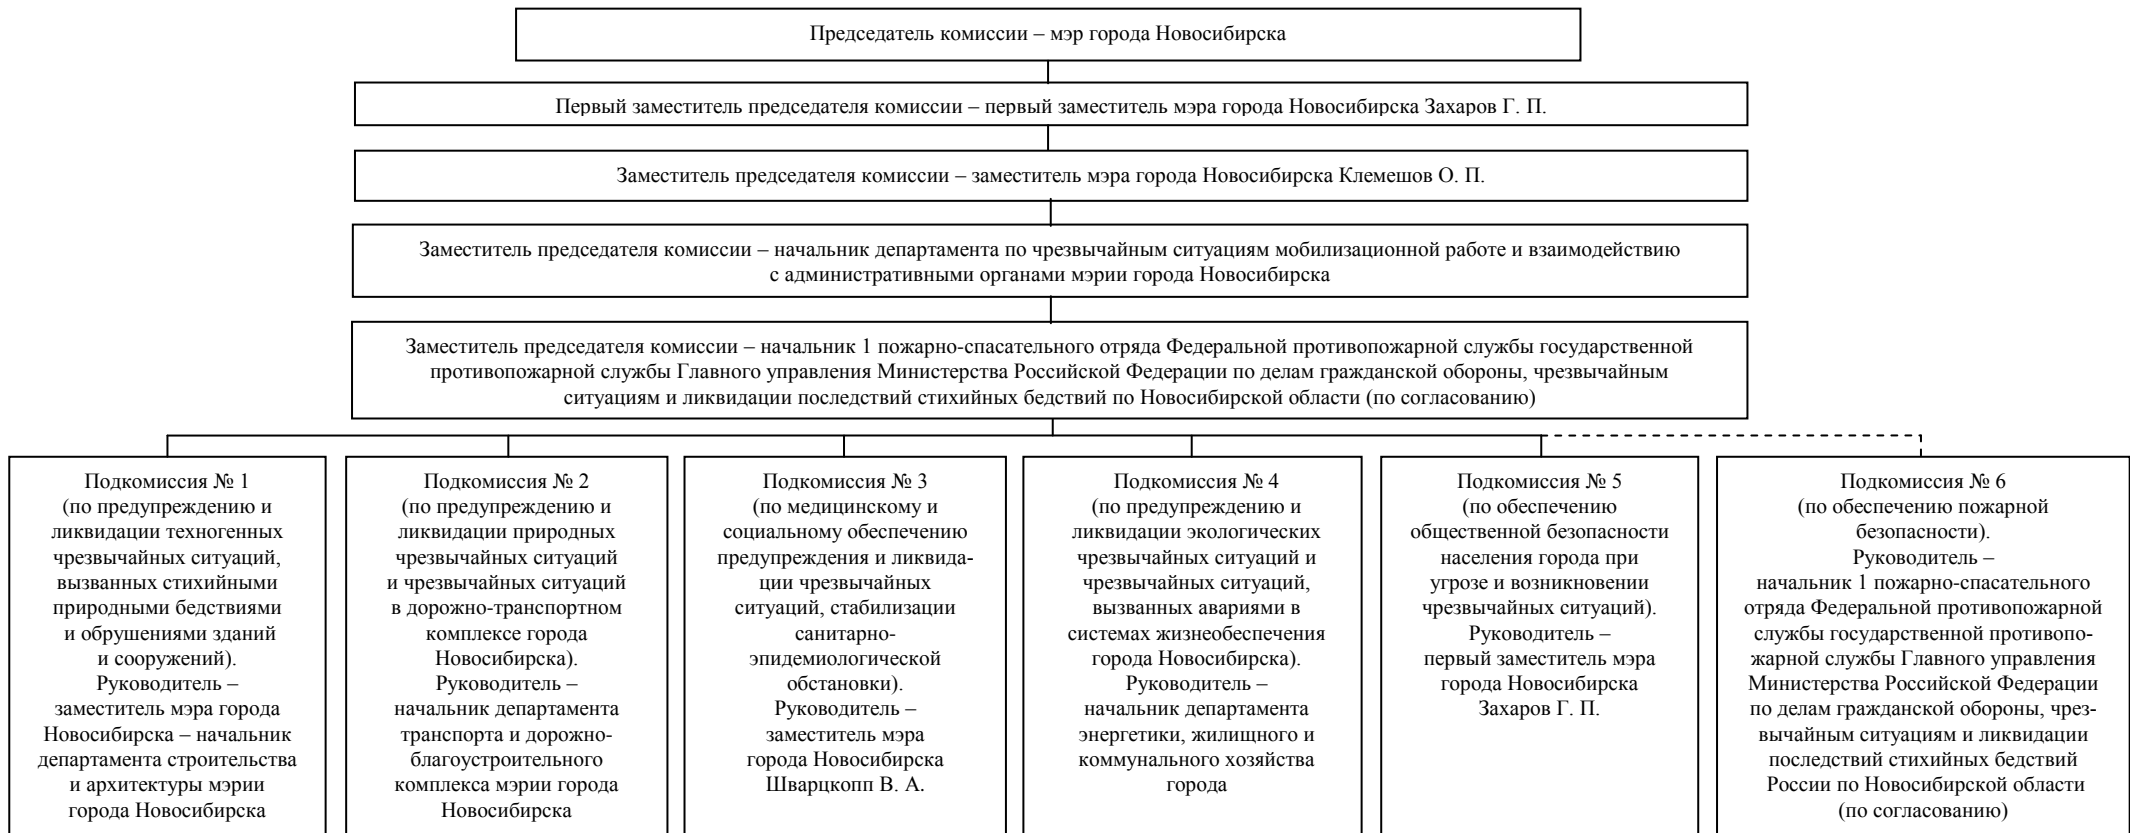 Председатель комиссии – мэр города Новосибирска
Первый заместитель председателя комиссии – первый заместитель мэра города Новосибирска Захаров Г. П.
Заместитель председателя комиссии – заместитель мэра города Новосибирска Клемешов О. П.
Заместитель председателя комиссии – начальник департамента по чрезвычайным ситуациям мобилизационной работе и взаимодействию
с административными органами мэрии города Новосибирска
Заместитель председателя комиссии – начальник 1 пожарно-спасательного отряда Федеральной противопожарной службы государственной
противопожарной службы Главного управления Министерства Российской Федерации по делам гражданской обороны, чрезвычайным
ситуациям и ликвидации последствий стихийных бедствий по Новосибирской области (по согласованию)
Подкомиссия № 1
(по предупреждению и
ликвидации техногенных
чрезвычайных ситуаций,
вызванных стихийными
природными бедствиями
и обрушениями зданий
и сооружений).
Руководитель –
заместитель мэра города
Новосибирска – начальник
департамента строительства
и архитектуры мэрии
города Новосибирска
Подкомиссия № 2
(по предупреждению и
ликвидации природных
чрезвычайных ситуаций
и чрезвычайных ситуаций
в дорожно-транспортном
комплексе города
Новосибирска).
Руководитель –
начальник департамента
транспорта и дорожно-
благоустроительного
комплекса мэрии города
Новосибирска
Подкомиссия № 3
(по медицинскому и
социальному обеспечению
предупреждения и ликвида-
ции чрезвычайных
ситуаций, стабилизации
санитарно-
эпидемиологической
обстановки).
Руководитель –
заместитель мэра
города Новосибирска
Шварцкопп В. А.
Подкомиссия № 4
(по предупреждению и
ликвидации экологических
чрезвычайных ситуаций и
чрезвычайных ситуаций,
вызванных авариями в
системах жизнеобеспечения
города Новосибирска).
Руководитель –
начальник департамента
энергетики, жилищного и
коммунального хозяйства
города
Подкомиссия № 5
(по обеспечению
общественной безопасности
населения города при
угрозе и возникновении
чрезвычайных ситуаций).
Руководитель –
первый заместитель мэра
города Новосибирска
Захаров Г. П.
Подкомиссия № 6
(по обеспечению пожарной
безопасности).
Руководитель –
начальник 1 пожарно-спасательного
отряда Федеральной противопожарной
службы государственной противопо-
жарной службы Главного управления
Министерства Российской Федерации
по делам гражданской обороны, чрез-
вычайным ситуациям и ликвидации
последствий стихийных бедствий
России по Новосибирской области
(по согласованию)